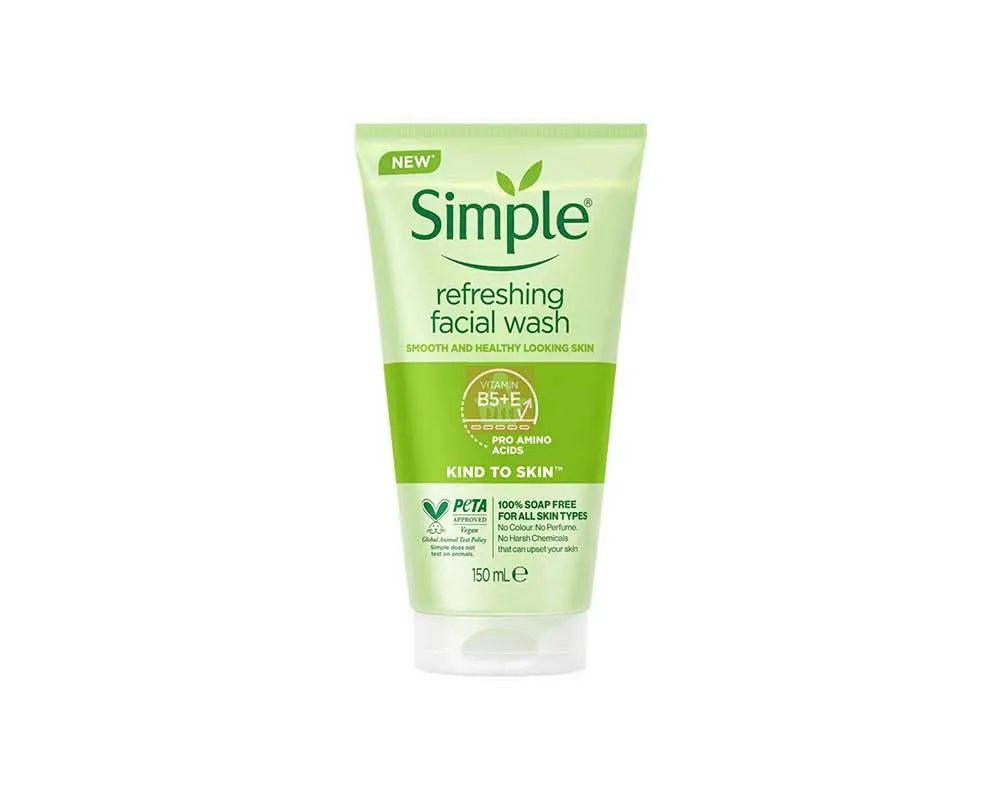 NEW*
Simple®
refreshing
facial wash
SMOOTH AND HEALTHY LOOKING SKIN
VITAMIN
B5+E
PRO AMINO
ACIDS
KIND TO SKIN™
PeTA
APPROVED
Vegan
Global Animal Test Policy
Simple does not
test on animals.
100% SOAP FREE
FOR ALL SKIN TYPES
No Colour. No Perfume.
No Harsh Chemicals
that can upset your skin
150 mL ℮